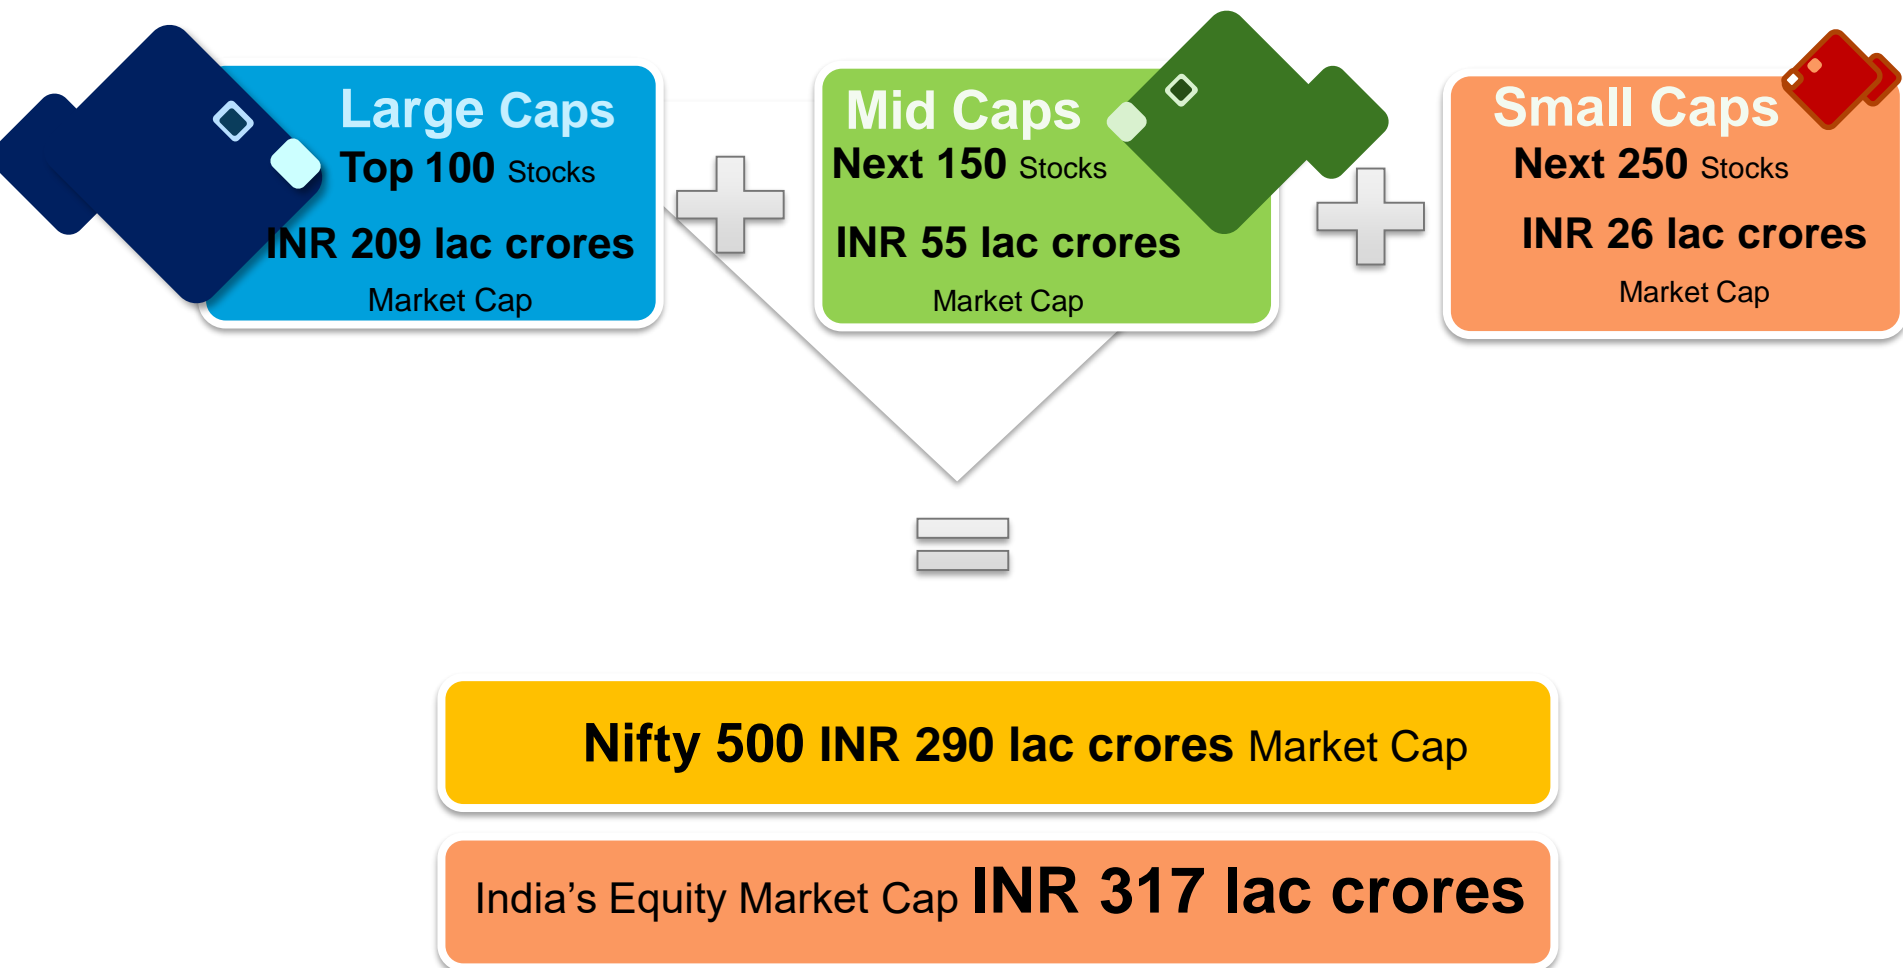 Large Caps
Top 100 Stocks
INR 209 lac crores
Market Cap
Mid Caps
Next 150 Stocks
INR 55 lac crores
Market Cap
Small Caps
Next 250 Stocks
INR 26 lac crores
Market Cap
Nifty 500 INR 290 lac crores Market Cap
India’s Equity Market Cap INR 317 lac crores